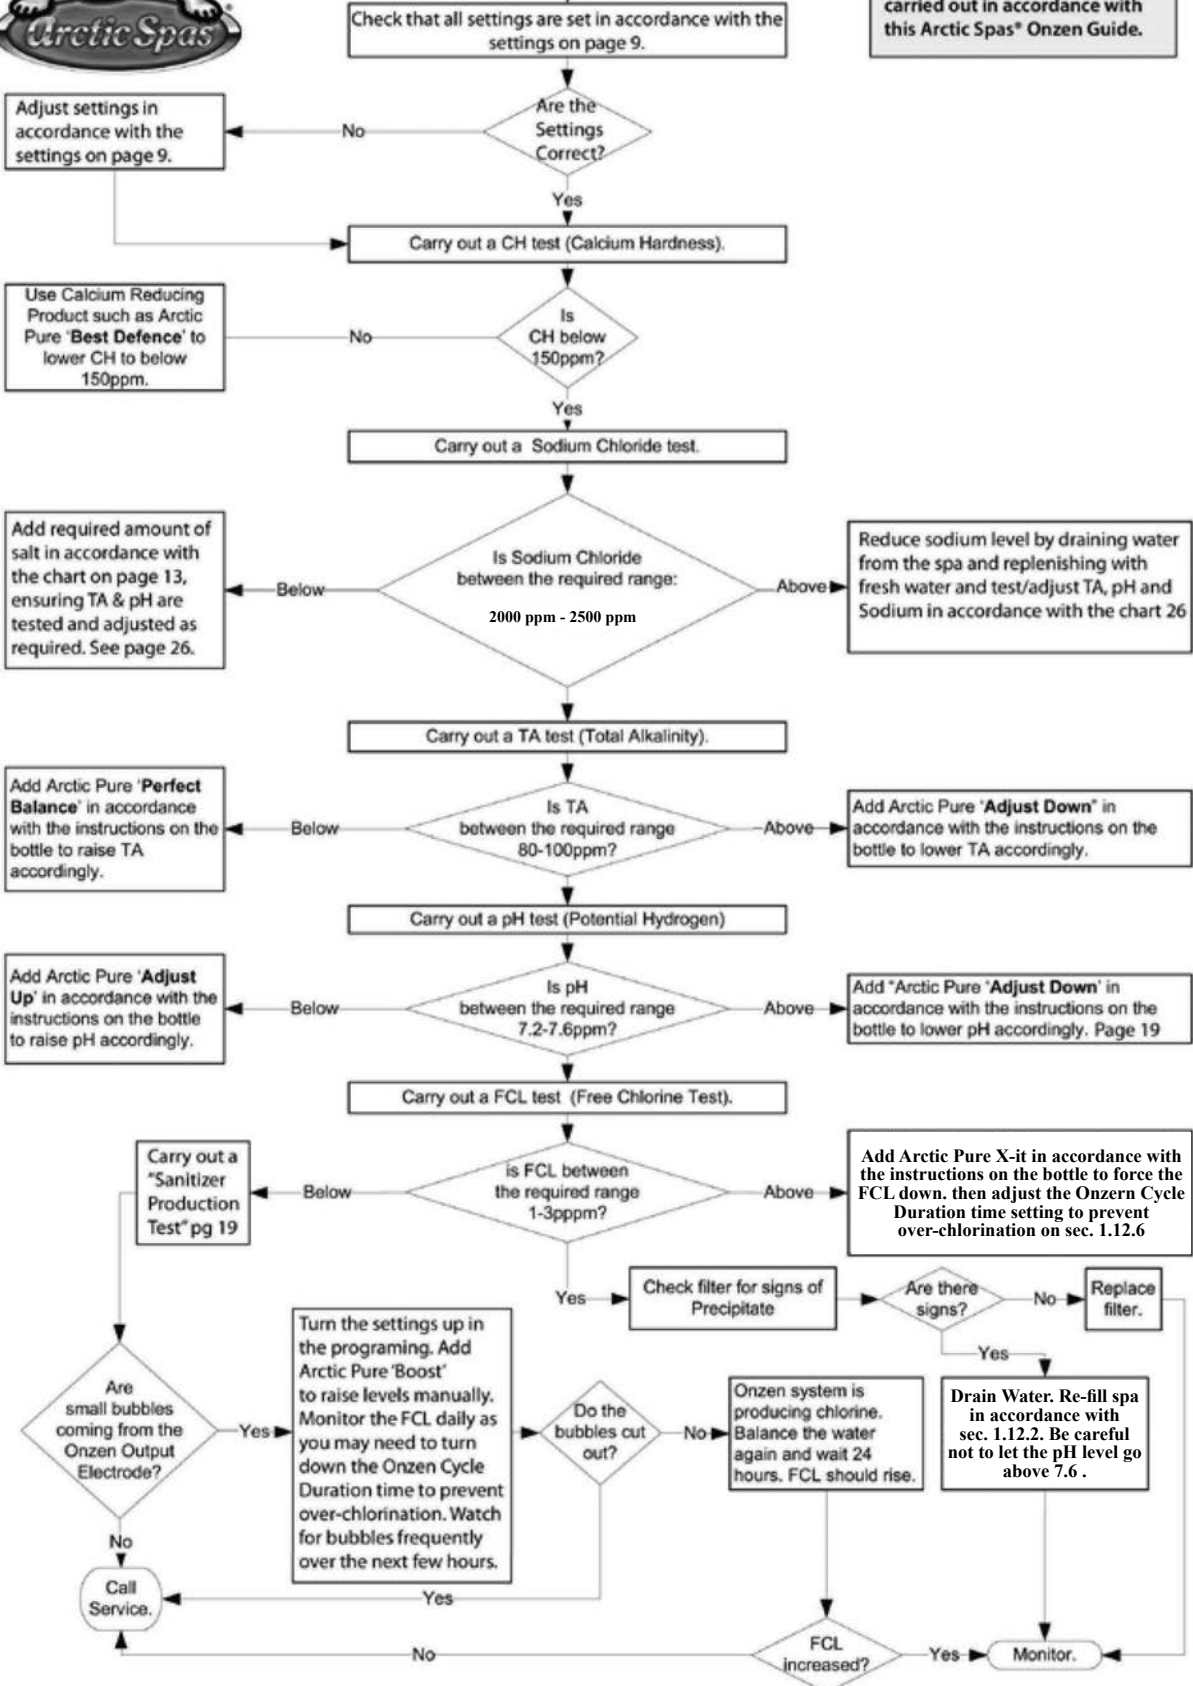 Arctic Spas
®
carried out in accordance with
this Arctic Spas® Onzen Guide.
Check that all settings are set in accordance with the
settings on page 9.
Are the
Settings
Correct?
No
Adjust settings in
accordance with the
settings on page 9.
Yes
Carry out a CH test (Calcium Hardness).
Is
CH below
150ppm?
No
Use Calcium Reducing
Product such as Arctic
Pure 'Best Defence' to
lower CH to below
150ppm.
Yes
Carry out a Sodium Chloride test.
Is Sodium Chloride
between the required range:
2000 ppm - 2500 ppm
Below
Add required amount of
salt in accordance with
the chart on page 13,
ensuring TA & pH are
tested and adjusted as
required. See page 26.
Above
Reduce sodium level by draining water
from the spa and replenishing with
fresh water and test/adjust TA, pH and
Sodium in accordance with the chart 26
Carry out a TA test (Total Alkalinity).
Is TA
between the required range
80-100ppm?
Below
Add Arctic Pure 'Perfect
Balance' in accordance
with the instructions on the
bottle to raise TA
accordingly.
Above
Add Arctic Pure 'Adjust Down" in
accordance with the instructions on the
bottle to lower TA accordingly.
Carry out a pH test (Potential Hydrogen)
Is pH
between the required range
7.2-7.6ppm?
Below
Add Arctic Pure 'Adjust
Up' in accordance with the
instructions on the bottle
to raise pH accordingly.
Above
Add "Arctic Pure 'Adjust Down' in
accordance with the instructions on the
bottle to lower pH accordingly. Page 19
Carry out a FCL test (Free Chlorine Test).
is FCL between
the required range
1-3pppm?
Below
Carry out a
"Sanitizer
Production
Test" pg 19
Above
Add Arctic Pure X-it in accordance with
the instructions on the bottle to force the
FCL down. then adjust the Onzern Cycle
Duration time setting to prevent
over-chlorination on sec. 1.12.6
Yes
Check filter for signs of
Precipitate
Are there
signs?
No
Replace
filter.
Yes
Drain Water. Re-fill spa
in accordance with
sec. 1.12.2. Be careful
not to let the pH level go
above 7.6 .
Are
small bubbles
coming from the
Onzen Output
Electrode?
Yes
Turn the settings up in
the programing. Add
Arctic Pure 'Boost'
to raise levels manually.
Monitor the FCL daily as
you may need to turn
down the Onzen Cycle
Duration time to prevent
over-chlorination. Watch
for bubbles frequently
over the next few hours.
Do the
bubbles cut
out?
No
Onzen system is
producing chlorine.
Balance the water
again and wait 24
hours. FCL should rise.
No
Call
Service.
Yes
No
FCL
increased?
Yes
Monitor.